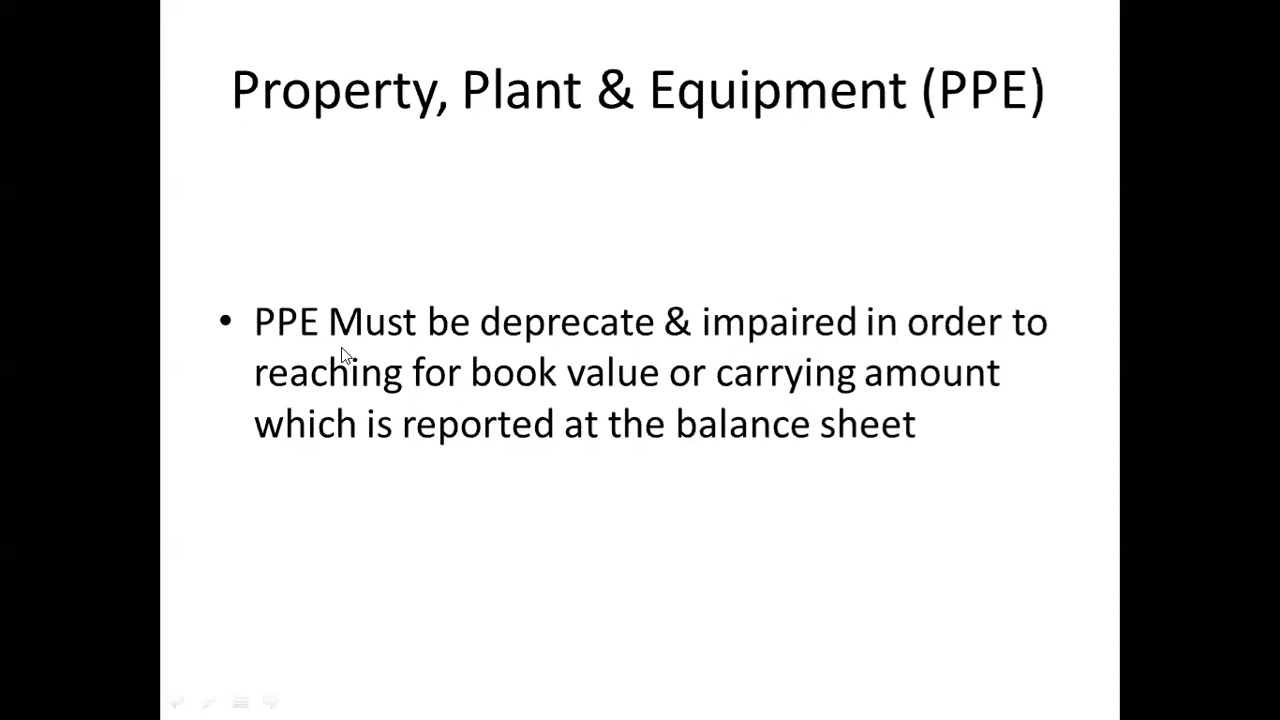 Property, Plant & Equipment (PPE)
• PPE Must be deprecate & impaired in order to
reaching for book value or carrying amount
which is reported at the balance sheet